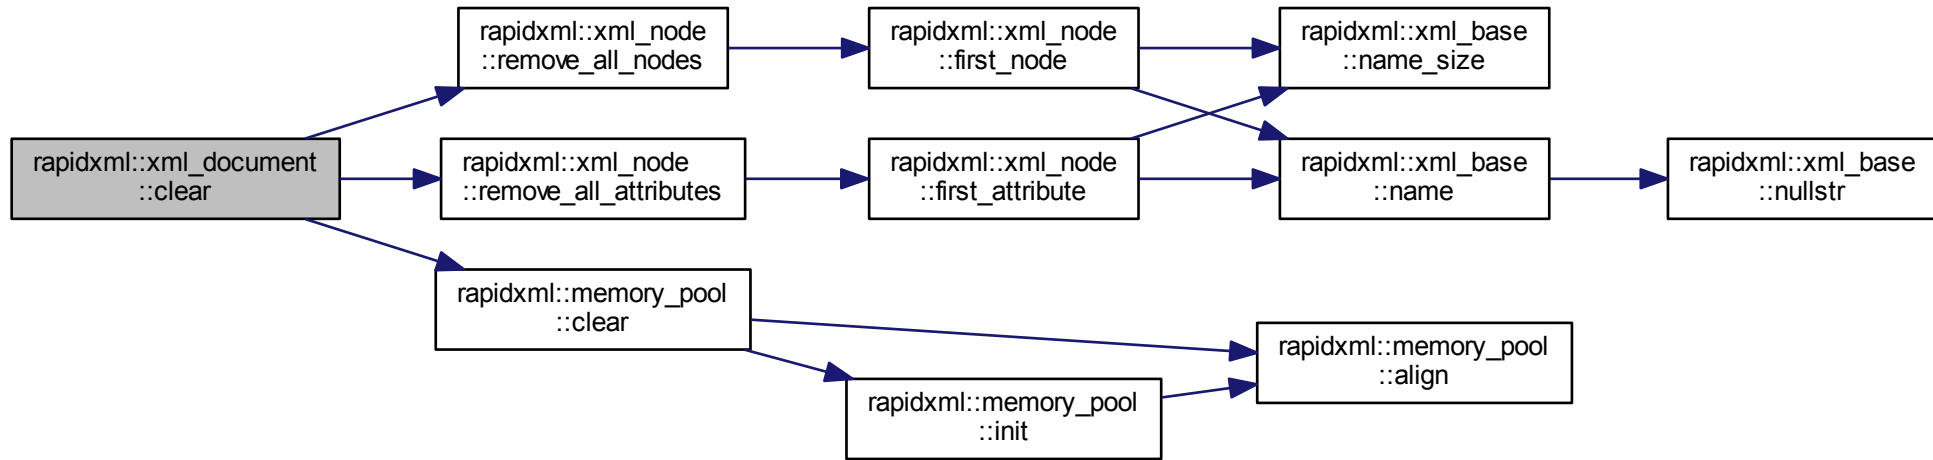 rapidxml::xml_document
::clear
rapidxml::xml_node
::remove_all_nodes
rapidxml::xml_node
::remove_all_attributes
rapidxml::memory_pool
::clear
rapidxml::xml_node
::first_node
rapidxml::xml_node
::first_attribute
rapidxml::memory_pool
::init
rapidxml::xml_base
::name_size
rapidxml::xml_base
::name
rapidxml::memory_pool
::align
rapidxml::xml_base
::nullstr